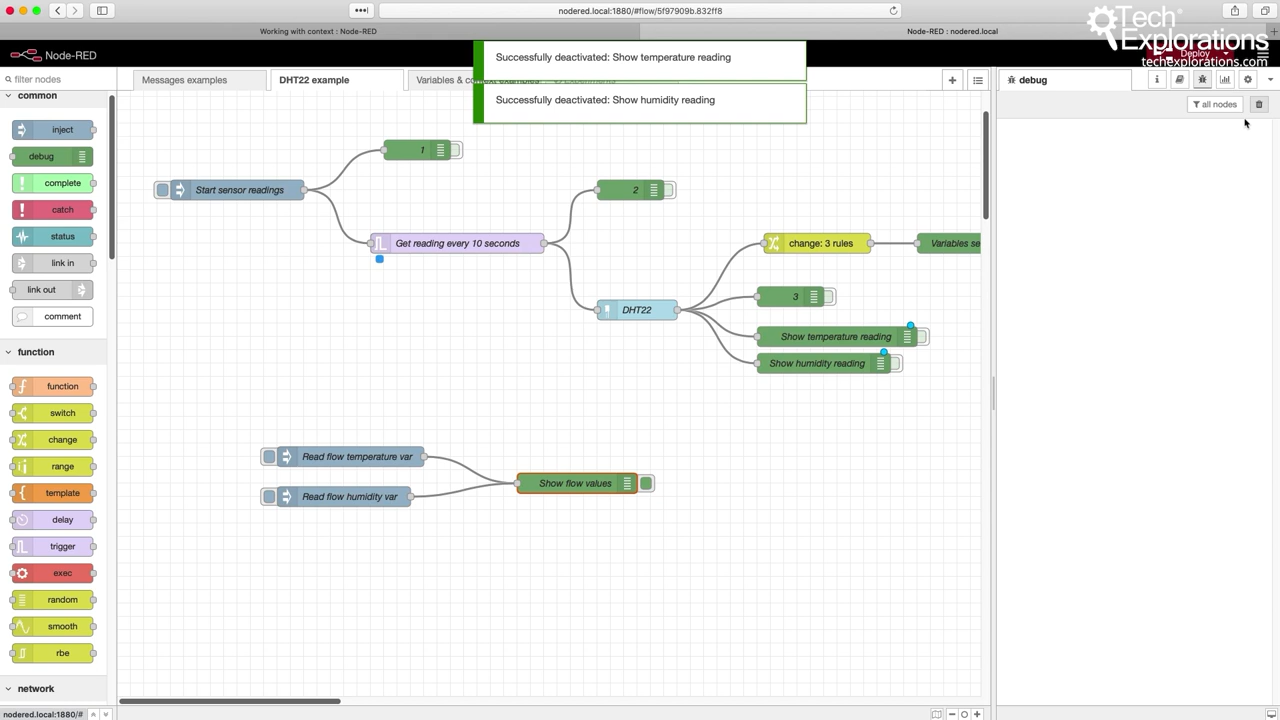 nodered.local:1880/#flow/5f97909b.832ff8
Working with context : Node-RED
Node-RED : nodered.local
Tech
Explorations™
techexplorations.com
Node-RED
Deploy
Successfully deactivated: Show temperature reading
Successfully deactivated: Show humidity reading
filter nodes
Messages examples
DHT22 example
Variables & context examples
debug
all nodes
common
inject
debug
complete
catch
status
link in
link out
comment
function
function
switch
change
range
template
delay
trigger
exec
random
smooth
rbe
network
1
Start sensor readings
2
Get reading every 10 seconds
change: 3 rules
Variables se
3
DHT22
Show temperature reading
Show humidity reading
Read flow temperature var
Show flow values
Read flow humidity var
nodered.local:1880/#